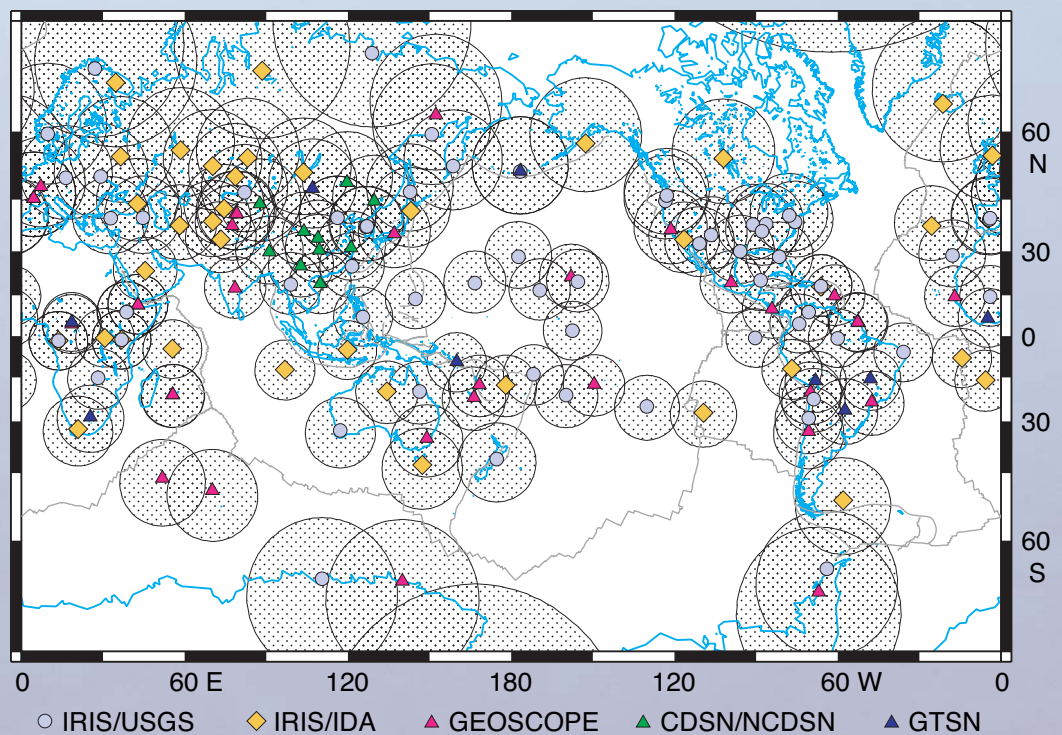 60
N
30
0
30
60
S
0 60 E 120 180 120 60 W 0
IRIS/USGS IRIS/IDA GEOSCOPE CDSN/NCDSN GTSN